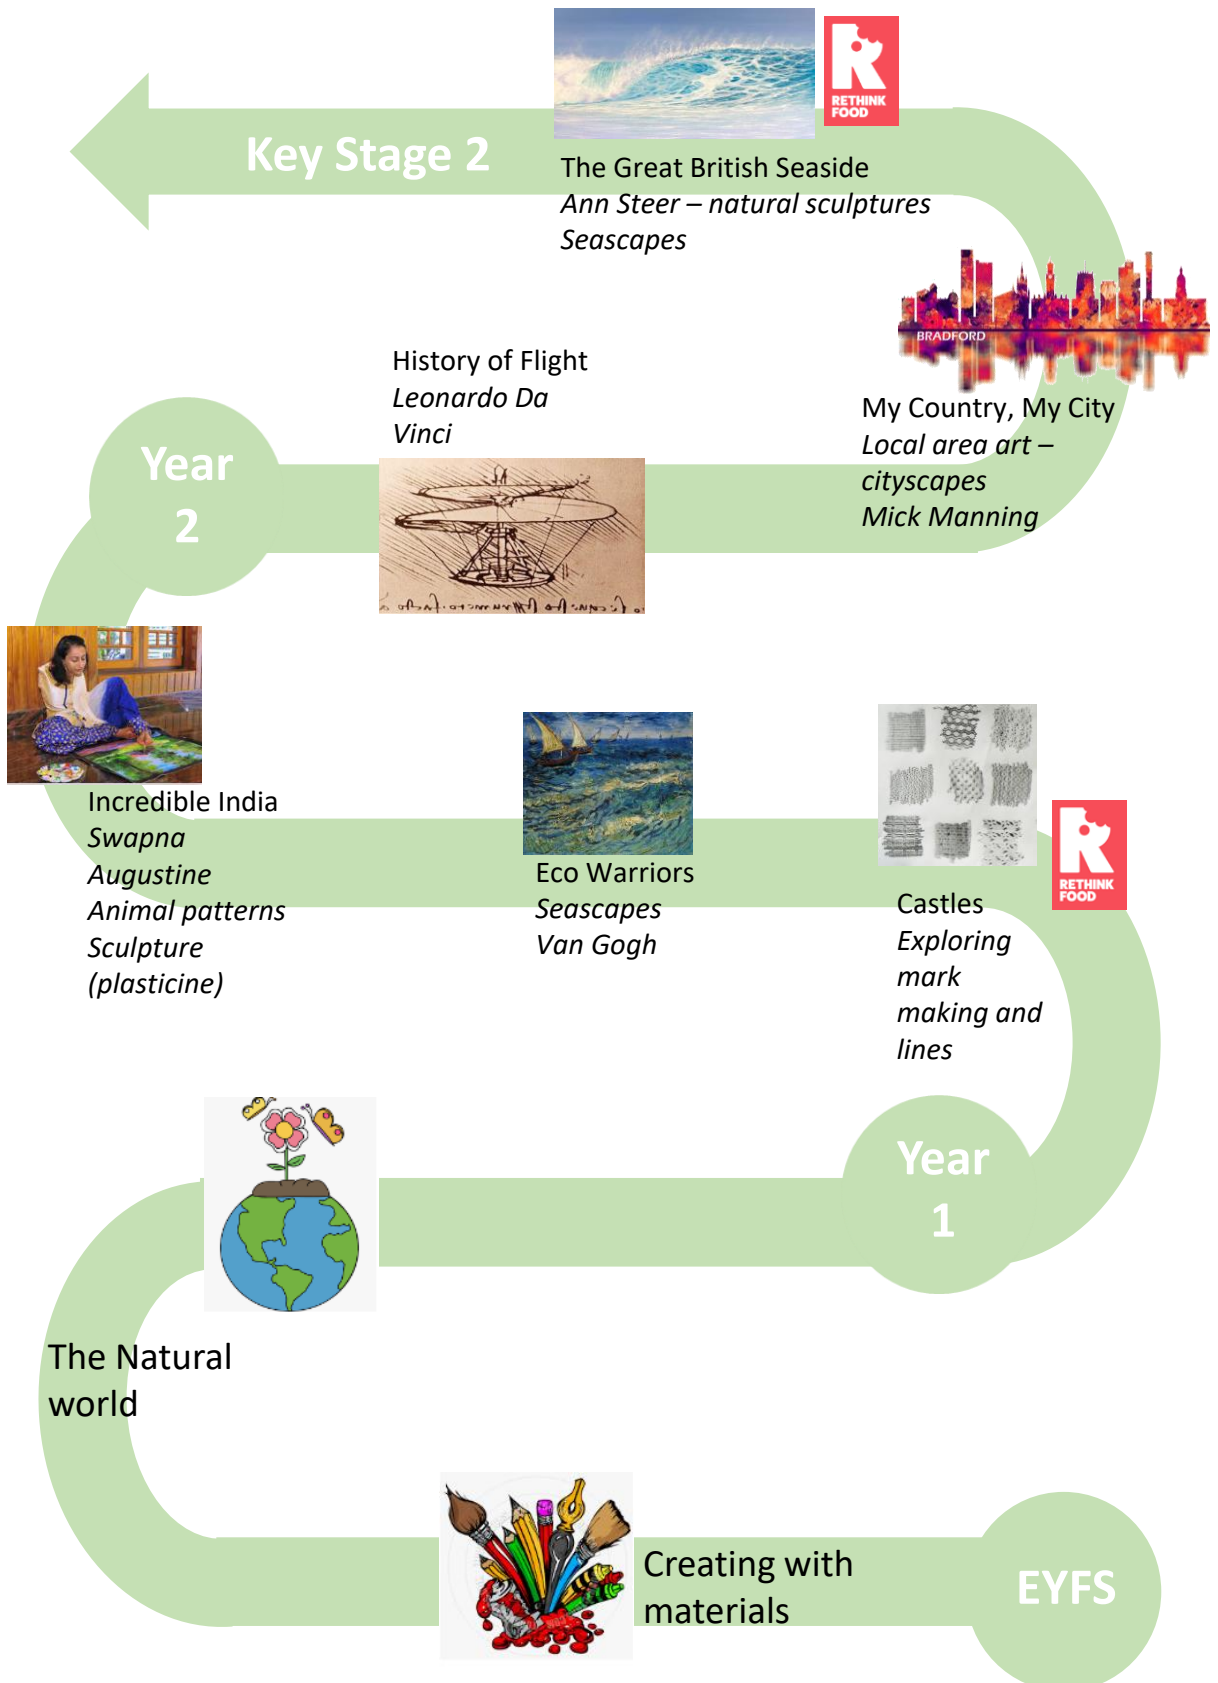 RETHINK
FOOD
Key Stage 2
The Great British Seaside
Ann Steer – natural sculptures
Seascapes
BRADFORD
History of Flight
Leonardo Da
Vinci
My Country, My City
Local area art –
cityscapes
Mick Manning
Year
2
Incredible India
Swapna
Augustine
Animal patterns
Sculpture
(plasticine)
Eco Warriors
Seascapes
Van Gogh
RETHINK
FOOD
Castles
Exploring
mark
making and
lines
Year
1
The Natural
world
Creating with
materials
EYFS